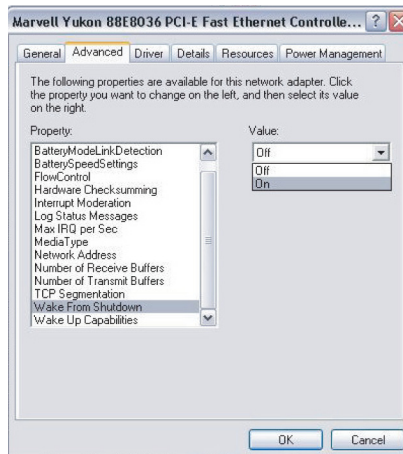 Marvell Yukon 88E8036 PCI-E Fast Ethernet Controlle...
General Advanced Driver Details Resources Power Management
The following properties are available for this network adapter. Click
the property you want to change on the left, and then select its value
on the right.
Property:
BatteryModeLinkDetection
BatterySpeedSettings
FlowControl
Hardware Checksumming
Interrupt Moderation
Log Status Messages
Max IRQ per Sec
MediaType
Network Address
Number of Receive Buffers
Number of Transmit Buffers
TCP Segmentation
Wake From Shutdown
Wake Up Capabilities
Value:
Off
Off
On
OK Cancel